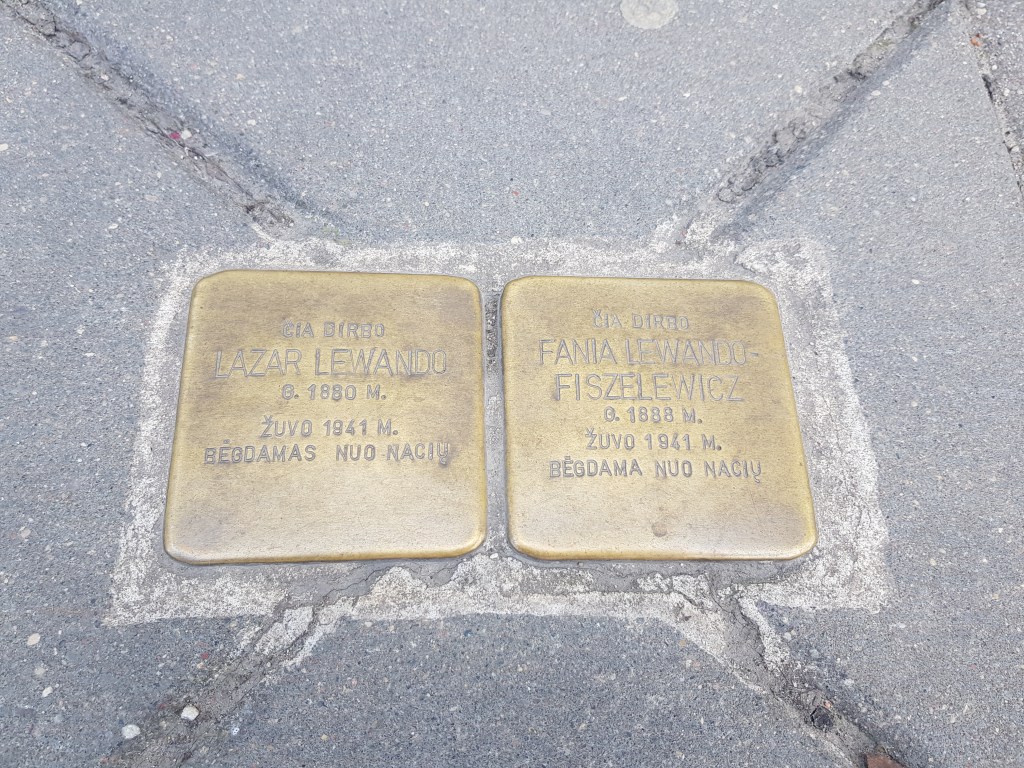 ČIA DIRBO
LAZAR LEWANDO
G. 1880 M.
ŽUVO 1941 M.
BĖGDAMAS NUO NACIŲ
ČIA DIRBO
FANIA LEWANDO-
FISZELEWICZ
G. 1888 M.
ŽUVO 1941 M.
BĖGDAMA NUO NACIŲ